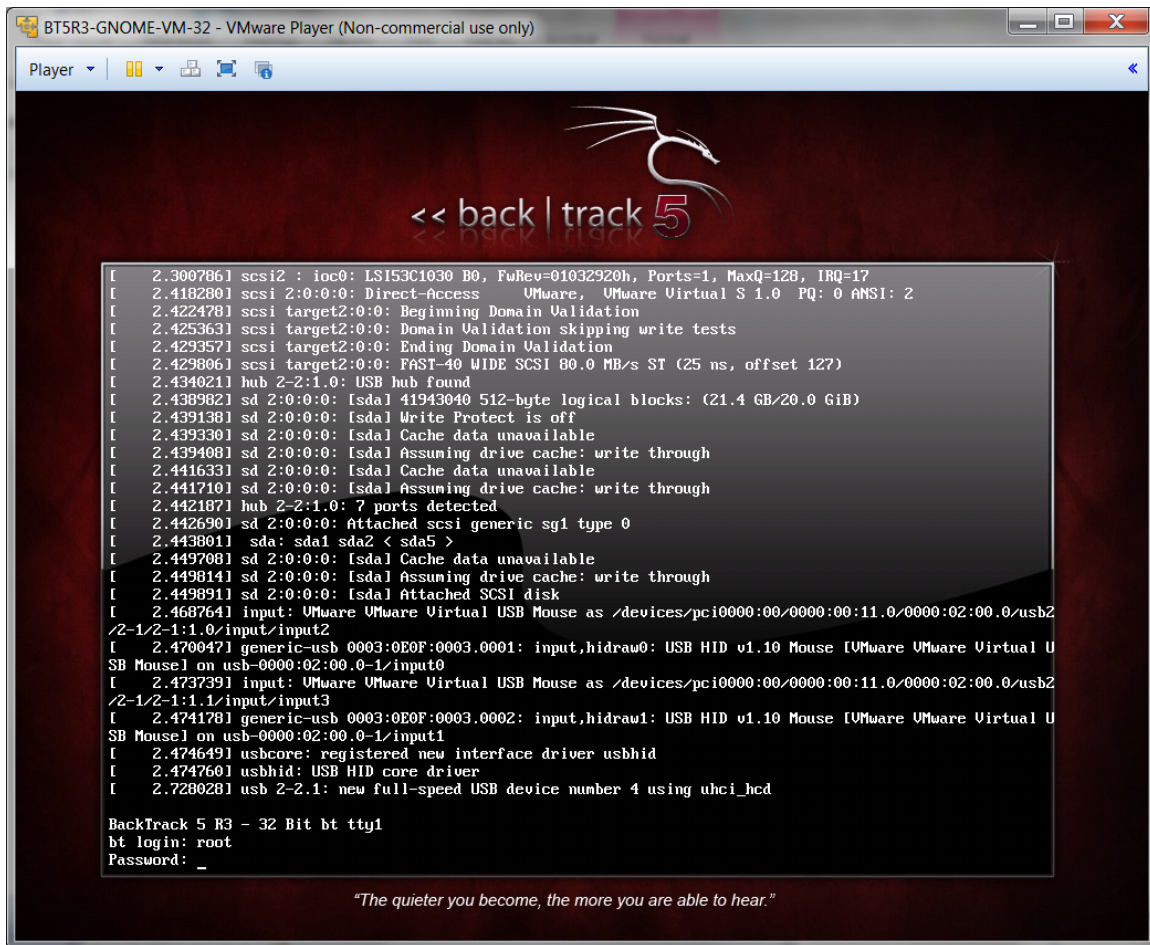 BT5R3-GNOME-VM-32 - VMware Player (Non-commercial use only)
Player
<< back | track 5
[    2.300786] scsi2 : ioc0: LSI53C1030 B0, FwRev=01032920h, Ports=1, MaxQ=128, IRQ=17
[    2.418280] scsi 2:0:0:0: Direct-Access     VMware,  VMware Virtual S 1.0  PQ: 0 ANSI: 2
[    2.422478] scsi target2:0:0: Beginning Domain Validation
[    2.425363] scsi target2:0:0: Domain Validation skipping write tests
[    2.429357] scsi target2:0:0: Ending Domain Validation
[    2.429806] scsi target2:0:0: FAST-40 WIDE SCSI 80.0 MB/s ST (25 ns, offset 127)
[    2.434021] hub 2-2:1.0: USB hub found
[    2.438982] sd 2:0:0:0: [sda] 41943040 512-byte logical blocks: (21.4 GB/20.0 GiB)
[    2.439138] sd 2:0:0:0: [sda] Write Protect is off
[    2.439330] sd 2:0:0:0: [sda] Cache data unavailable
[    2.439408] sd 2:0:0:0: [sda] Assuming drive cache: write through
[    2.441633] sd 2:0:0:0: [sda] Cache data unavailable
[    2.441710] sd 2:0:0:0: [sda] Assuming drive cache: write through
[    2.442187] hub 2-2:1.0: 7 ports detected
[    2.442690] sd 2:0:0:0: Attached scsi generic sg1 type 0
[    2.443801]  sda: sda1 sda2 < sda5 >
[    2.449708] sd 2:0:0:0: [sda] Cache data unavailable
[    2.449814] sd 2:0:0:0: [sda] Assuming drive cache: write through
[    2.449891] sd 2:0:0:0: [sda] Attached SCSI disk
[    2.468764] input: VMware VMware Virtual USB Mouse as /devices/pci0000:00/0000:00:11.0/0000:02:00.0/usb2
/2-1/2-1:1.0/input/input2
[    2.470047] generic-usb 0003:0E0F:0003.0001: input,hidraw0: USB HID v1.10 Mouse [VMware VMware Virtual U
SB Mouse] on usb-0000:02:00.0-1/input0
[    2.473739] input: VMware VMware Virtual USB Mouse as /devices/pci0000:00/0000:00:11.0/0000:02:00.0/usb2
/2-1/2-1:1.1/input/input3
[    2.474178] generic-usb 0003:0E0F:0003.0002: input,hidraw1: USB HID v1.10 Mouse [VMware VMware Virtual U
SB Mouse] on usb-0000:02:00.0-1/input1
[    2.474649] usbcore: registered new interface driver usbhid
[    2.474760] usbhid: USB HID core driver
[    2.728028] usb 2-2.1: new full-speed USB device number 4 using uhci_hcd
BackTrack 5 R3 - 32 Bit bt tty1
bt login: root
Password: _
“The quieter you become, the more you are able to hear.”